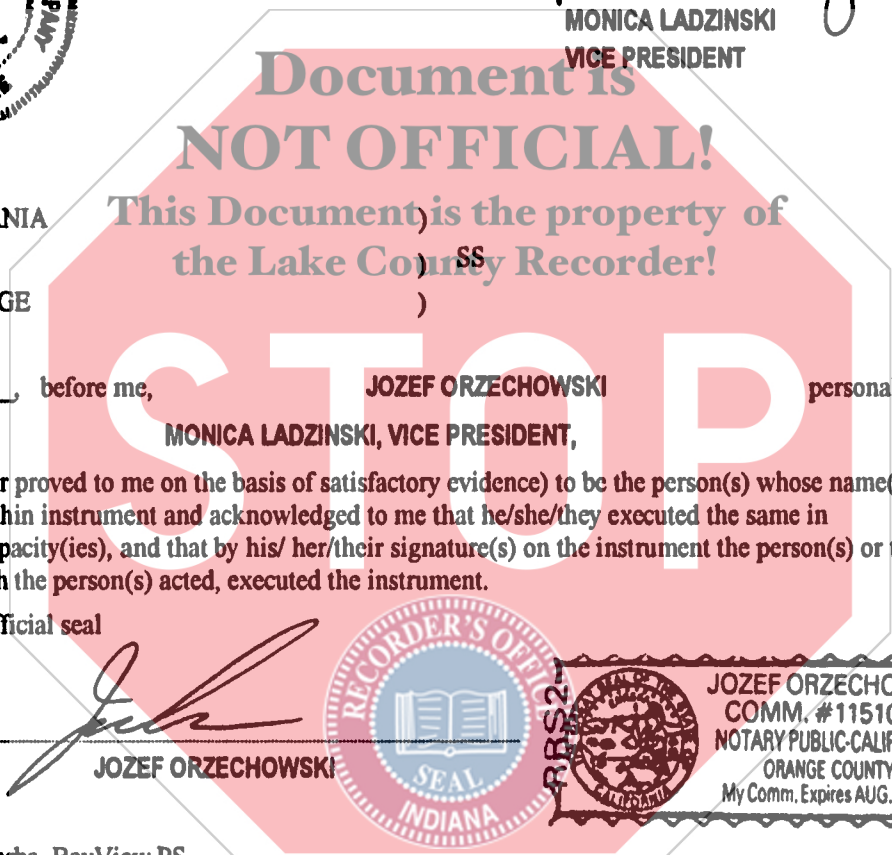 PANY
MONICA LADZINSKI
VICE PRESIDENT
Document is
NOT OFFICIAL!
This Document is the property of
the Lake County Recorder!
NIA )
) SS
GE )
STOP
, before me, JOZEF ORZECHOWSKI persona
MONICA LADZINSKI, VICE PRESIDENT,
r proved to me on the basis of satisfactory evidence) to be the person(s) whose name(
hin instrument and acknowledged to me that he/she/they executed the same in
pacity(ies), and that by his/ her/their signature(s) on the instrument the person(s) or t
h the person(s) acted, executed the instrument.
ficial seal
JOZEF ORZECHOWSKI
RECORDER'S OFFICE
SEAL
INDIANA
RRS2
JOZEF ORZECHO
COMM. #11510
NOTARY PUBLIC-CALIF
ORANGE COUNTY
My Comm. Expires AUG.
CALIFORNIA
BayView PS